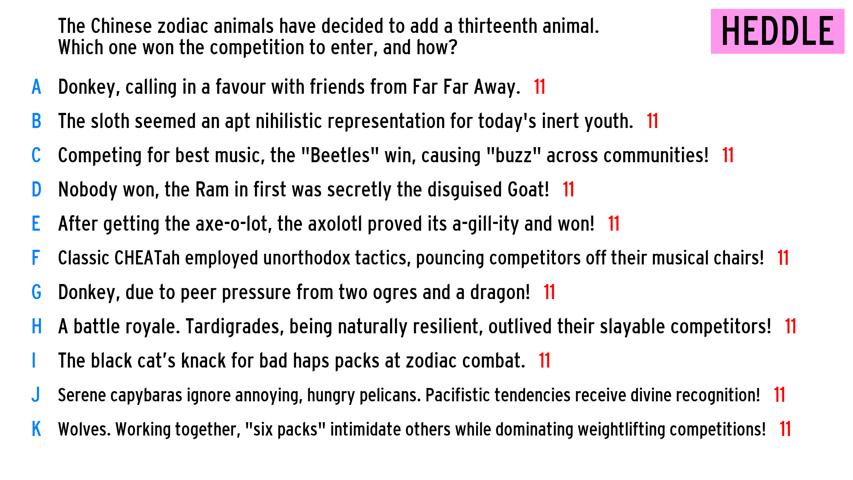 The Chinese zodiac animals have decided to add a thirteenth animal.
Which one won the competition to enter, and how?
HEDDLE
A Donkey, calling in a favour with friends from Far Far Away. 11
B The sloth seemed an apt nihilistic representation for today's inert youth. 11
C Competing for best music, the "Beetles" win, causing "buzz" across communities! 11
D Nobody won, the Ram in first was secretly the disguised Goat! 11
E After getting the axe-o-lot, the axolotl proved its a-gill-ity and won! 11
F Classic CHEATah employed unorthodox tactics, pouncing competitors off their musical chairs! 11
G Donkey, due to peer pressure from two ogres and a dragon! 11
H A battle royale. Tardigrades, being naturally resilient, outlived their slayable competitors! 11
I The black cat's knack for bad haps packs at zodiac combat. 11
J Serene capybaras ignore annoying, hungry pelicans. Pacifistic tendencies receive divine recognition! 11
K Wolves. Working together, "six packs" intimidate others while dominating weightlifting competitions! 11